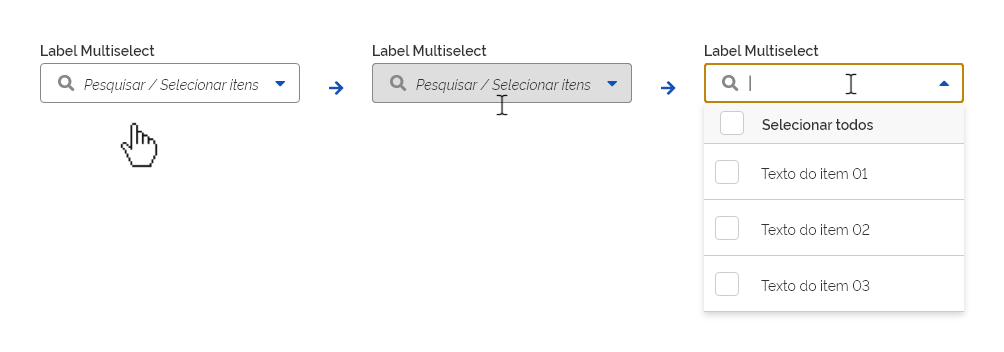 Label Multiselect
Pesquisar / Selecionar itens
Label Multiselect
Pesquisar / Selecionar itens
Label Multiselect
Selecionar todos
Texto do item 01
Texto do item 02
Texto do item 03